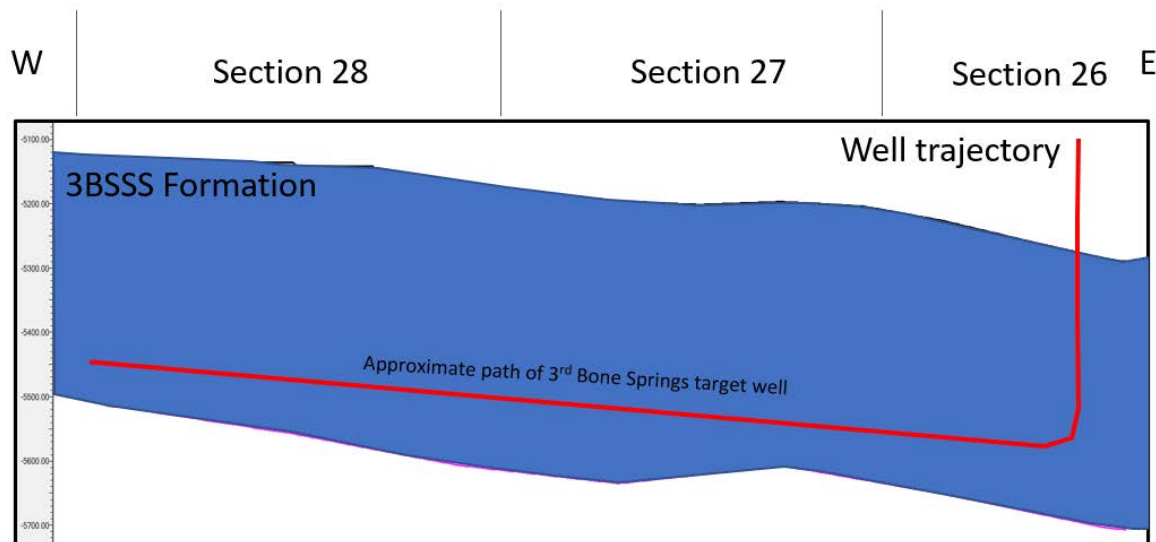 W
Section 28
Section 27
Section 26
E
Well trajectory
3BSSS Formation
-5100.00
-5200.00
-5300.00
-5400.00
-5500.00
-5600.00
-5700.00
Approximate path of 3rd Bone Springs target well